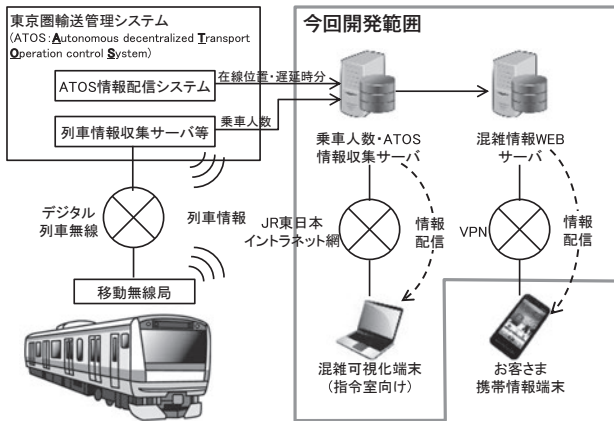 東京圏輸送管理システム
(ATOS:Autonomous decentralized Transport
Operation control System)
ATOS情報配信システム
在線位置・遅延時分
列車情報収集サーバ等
乗車人数
デジタル
列車無線
列車情報
移動無線局
今回開発範囲
乗車人数・ATOS
情報収集サーバ
混雑情報WEB
サーバ
JR東日本
イントラネット網
情報
配信
VPN
情報
配信
混雑可視化端末
(指令室向け)
お客さま
携帯情報端末